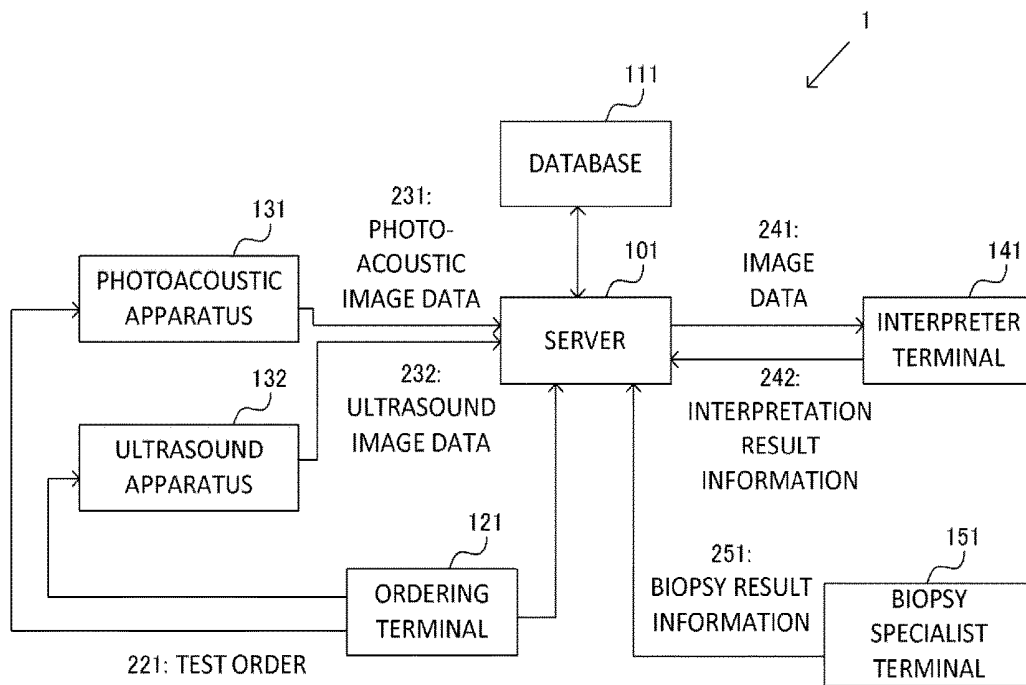 1
111
DATABASE
131
PHOTOACOUSTIC
APPARATUS
231:
PHOTO-
ACOUSTIC
IMAGE DATA
101
SERVER
241:
IMAGE
DATA
141
INTERPRETER
TERMINAL
132
ULTRASOUND
APPARATUS
232:
ULTRASOUND
IMAGE DATA
242:
INTERPRETATION
RESULT
INFORMATION
121
ORDERING
TERMINAL
221: TEST ORDER
251:
BIOPSY RESULT
INFORMATION
151
BIOPSY
SPECIALIST
TERMINAL